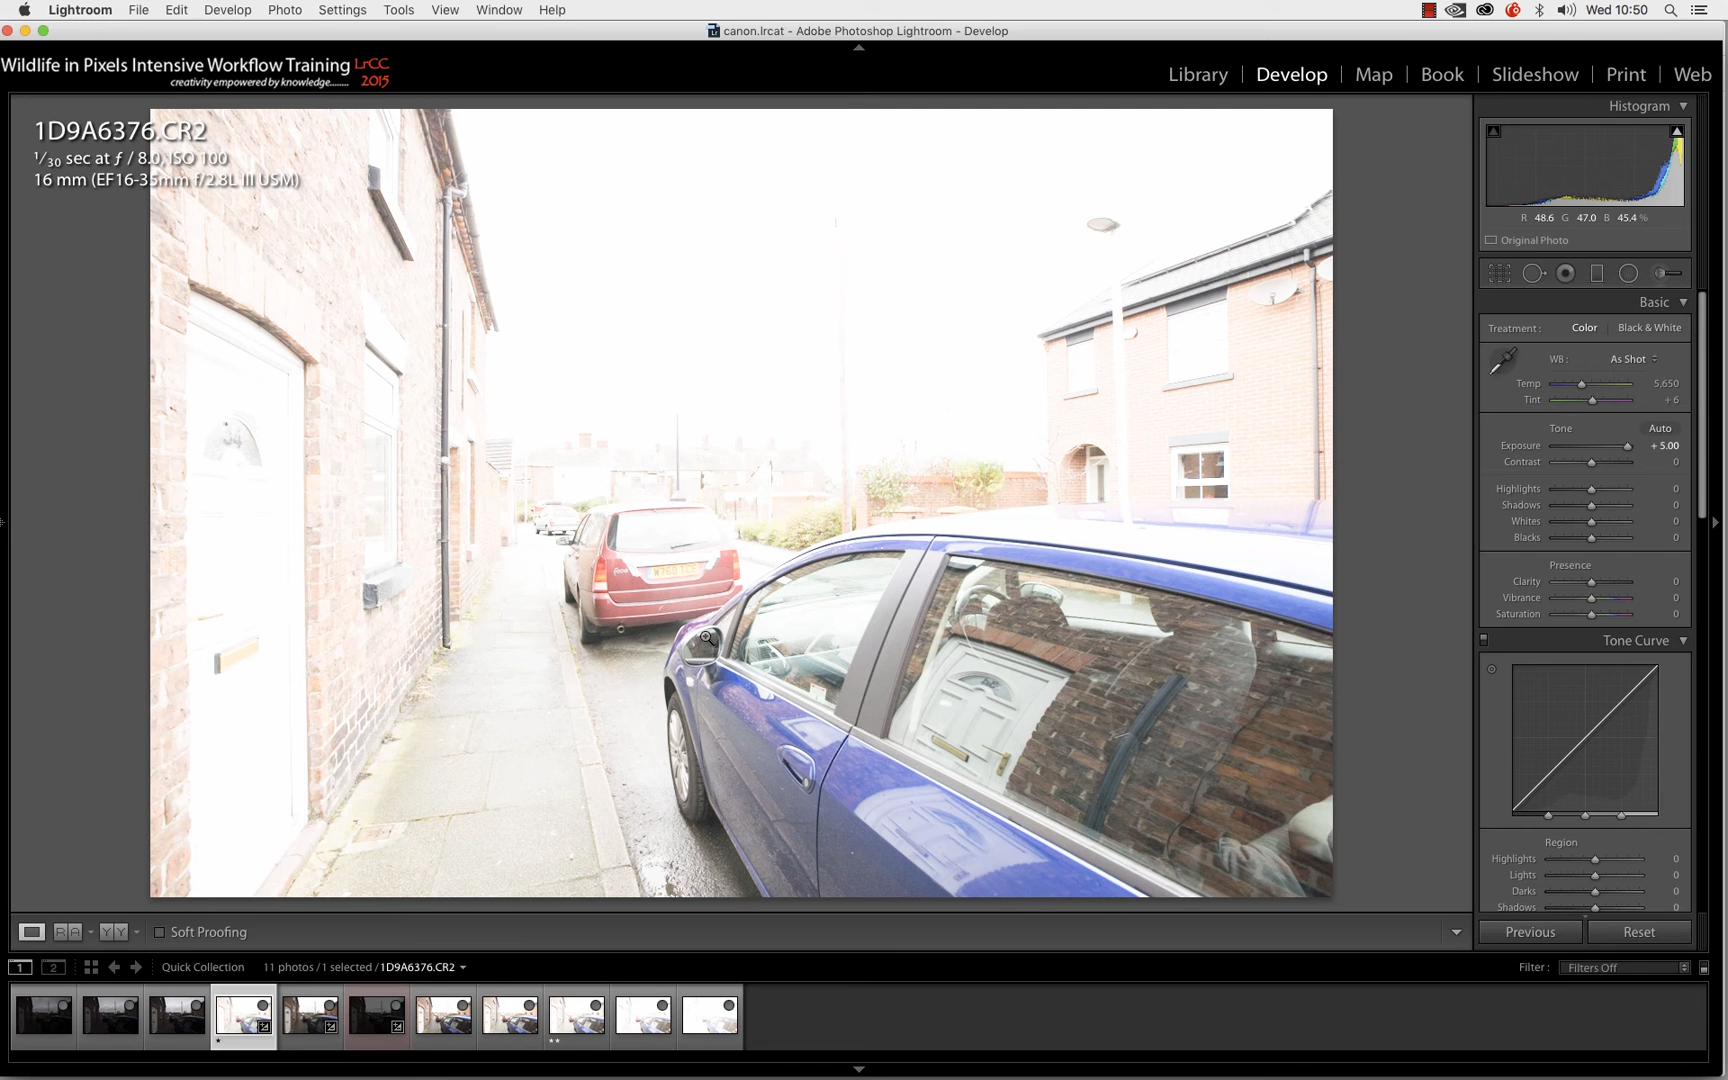 Lightroom File Edit Develop Photo Settings Tools View Window Help Wed 10:50
canon.lrcat - Adobe Photoshop Lightroom - Develop
Wildlife in Pixels Intensive Workflow Training LrCC 2015
creativity empowered by knowledge........
Library Develop Map Book Slideshow Print Web
1D9A6376.CR2
1/30 sec at ƒ / 8.0, ISO 100
16 mm (EF16-35mm f/2.8L III USM)
Histogram
R 48.6 G 47.0 B 45.4 %
Original Photo
Basic
Treatment : Color Black & White
WB : As Shot
Temp 5,650
Tint + 6
Tone Auto
Exposure + 5.00
Contrast 0
Highlights 0
Shadows 0
Whites 0
Blacks 0
Presence
Clarity 0
Vibrance 0
Saturation 0
Tone Curve
Region
Highlights 0
Lights 0
Darks 0
Shadows 0
34
R A Y Y Soft Proofing
Previous Reset
1 2 Quick Collection 11 photos / 1 selected / 1D9A6376.CR2 Filter : Filters Off